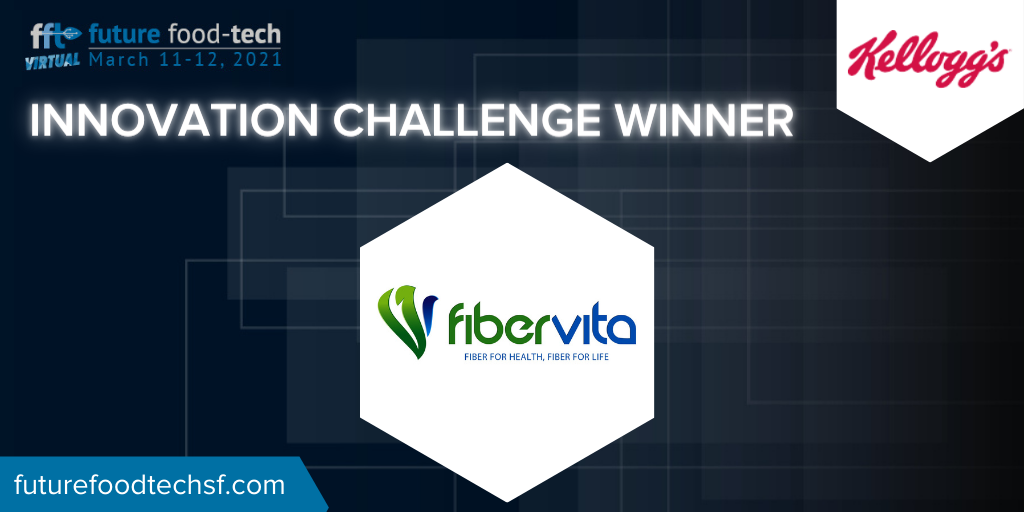 fft future food-tech
VIRTUAL March 11-12, 2021
Kellogg's
INNOVATION CHALLENGE WINNER
fibervita
FIBER FOR HEALTH, FIBER FOR LIFE
futurefoodtechsf.com